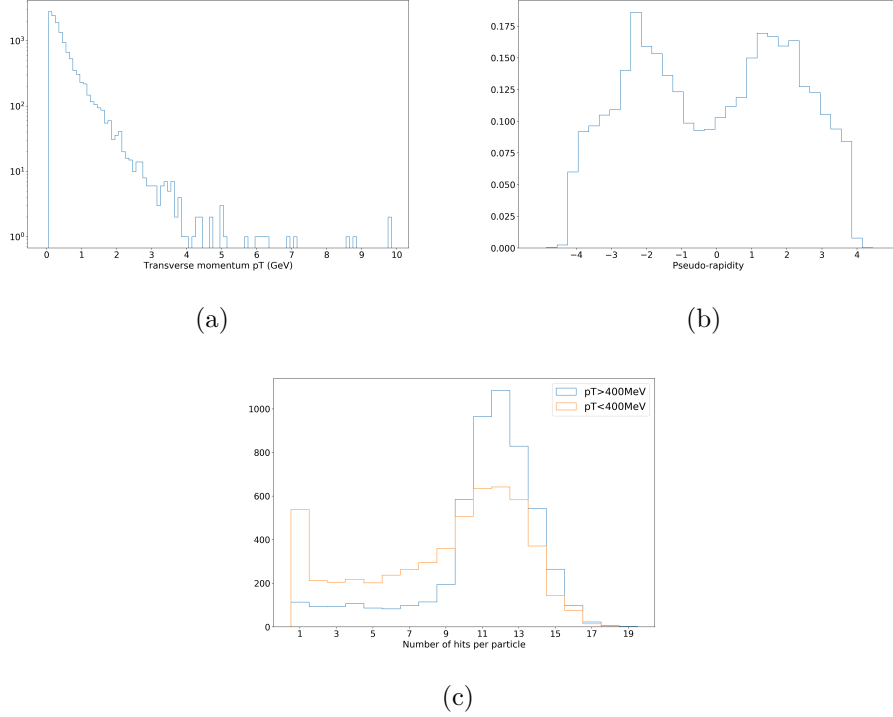 10³
10²
10¹
10⁰
0 1 2 3 4 5 6 7 8 9 10
Transverse momentum pT (GeV)
(a)
0.175
0.150
0.125
0.100
0.075
0.050
0.025
0.000
−4 −3 −2 −1 0 1 2 3 4
Pseudo-rapidity
(b)
pT>400MeV
pT<400MeV
1000
800
600
400
200
0
1 3 5 7 9 11 13 15 17 19
Number of hits per particle
(c)